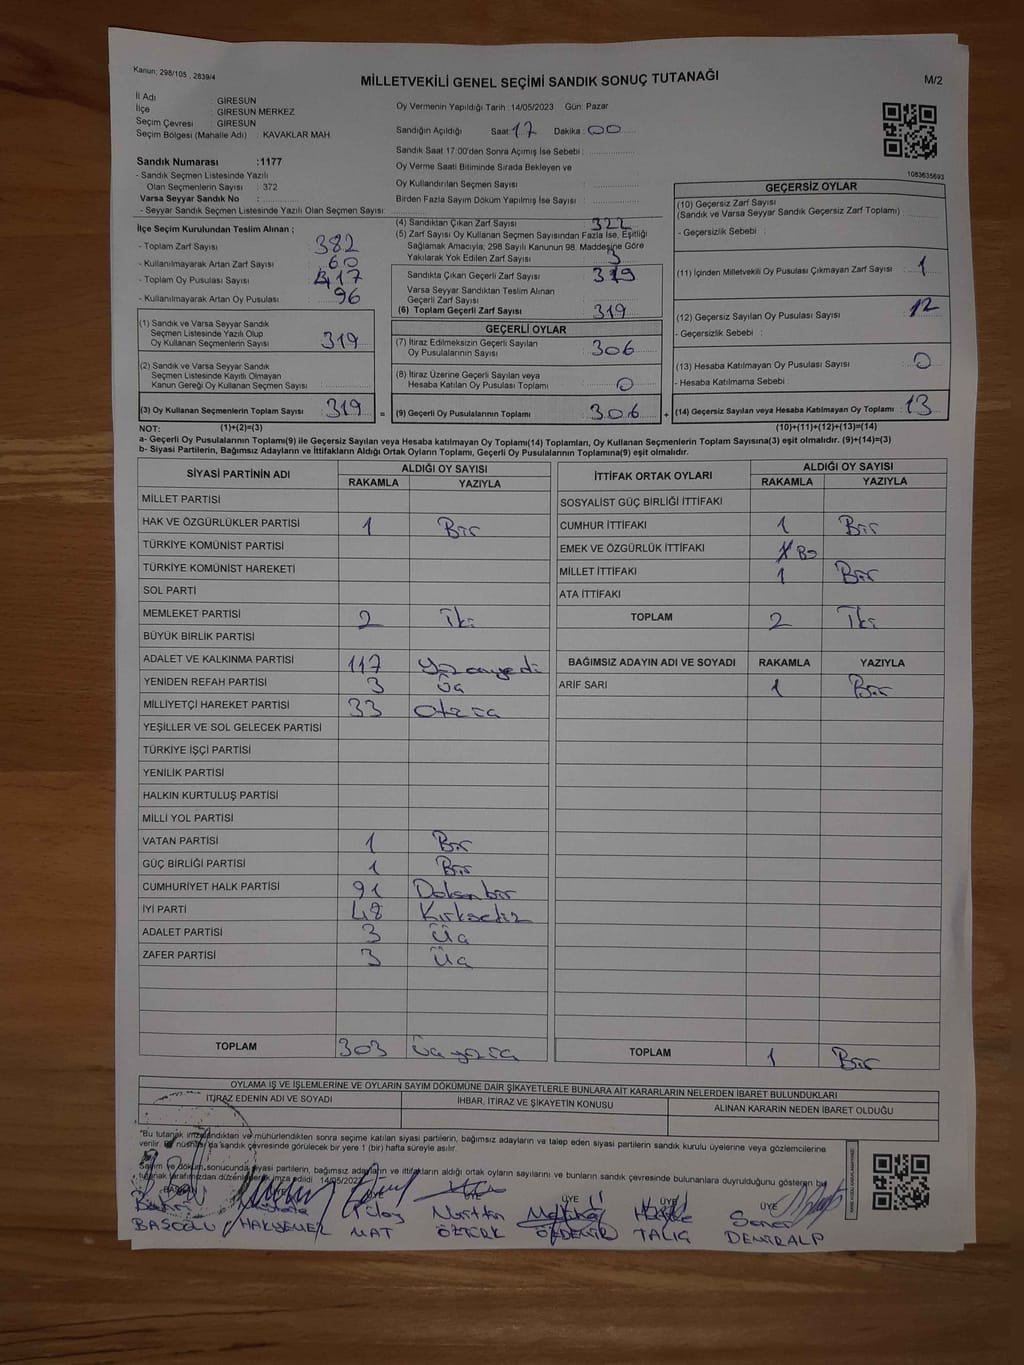 Kanun; 298/105 , 2839/4
MİLLETVEKİLİ GENEL SEÇİMİ SANDIK SONUÇ TUTANAĞI
M/2
İl Adı : GİRESUN
İlçe : GİRESUN MERKEZ
Seçim Çevresi : GİRESUN
Seçim Bölgesi (Mahalle Adı) : KAVAKLAR MAH.
Sandık Numarası :1177
- Sandık Seçmen Listesinde Yazılı
Olan Seçmenlerin Sayısı : 372
Varsa Seyyar Sandık No :
- Seyyar Sandık Seçmen Listesinde Yazılı Olan Seçmen Sayısı:
Oy Vermenin Yapıldığı Tarih :14/05/2023 Gün: Pazar
Sandığın Açıldığı Saat: 17 Dakika: 00
Sandık Saat 17:00'den Sonra Açımış İse Sebebi :
Oy Verme Saati Bitiminde Sırada Bekleyen ve
Oy Kullandırılan Seçmen Sayısı :
Birden Fazla Sayım Döküm Yapılmış İse Sayısı :
1083635693
İlçe Seçim Kurulundan Teslim Alınan ;
- Toplam Zarf Sayısı : 382
- Kullanılmayarak Artan Zarf Sayısı : 60
- Toplam Oy Pusulası Sayısı : 417
- Kullanılmayarak Artan Oy Pusulası : 96
(1) Sandık ve Varsa Seyyar Sandık
Seçmen Listesinde Yazılı Olup
Oy Kullanan Seçmenlerin Sayısı : 319
(2) Sandık ve Varsa Seyyar Sandık
Seçmen Listesinde Kayıtlı Olmayan
Kanun Gereği Oy Kullanan Seçmen Sayısı :
(3) Oy Kullanan Seçmenlerin Toplam Sayısı : 319
(4) Sandıktan Çıkan Zarf Sayısı : 322
(5) Zarf Sayısı Oy Kullanan Seçmen Sayısından Fazla İse, Eşitliği
Sağlamak Amacıyla; 298 Sayılı Kanunun 98. Maddesine Göre
Yakılarak Yok Edilen Zarf Sayısı : 3
Sandıkta Çıkan Geçerli Zarf Sayısı : 319
Varsa Seyyar Sandıktan Teslim Alınan
Geçerli Zarf Sayısı :
(6) Toplam Geçerli Zarf Sayısı : 319
GEÇERLİ OYLAR
(7) İtiraz Edilmeksizin Geçerli Sayılan
Oy Pusulalarının Sayısı : 306
(8) İtiraz Üzerine Geçerli Sayılan veya
Hesaba Katılan Oy Pusulası Toplamı : 0
= (9) Geçerli Oy Pusulalarının Toplamı : 306 +
GEÇERSİZ OYLAR
(10) Geçersiz Zarf Sayısı
(Sandık ve Varsa Seyyar Sandık Geçersiz Zarf Toplamı) :
- Geçersizlik Sebebi :
(11) İçinden Milletvekili Oy Pusulası Çıkmayan Zarf Sayısı : 1
(12) Geçersiz Sayılan Oy Pusulası Sayısı : 12
- Geçersizlik Sebebi :
(13) Hesaba Katılmayan Oy Pusulası Sayısı : 0
- Hesaba Katılmama Sebebi :
(14) Geçersiz Sayılan veya Hesaba Katılmayan Oy Toplamı : 13
NOT: (1)+(2)=(3) (10)+(11)+(12)+(13)=(14)
a- Geçerli Oy Pusulalarının Toplamı(9) ile Geçersiz Sayılan veya Hesaba katılmayan Oy Toplamı(14) Toplamları, Oy Kullanan Seçmenlerin Toplam Sayısına(3) eşit olmalıdır. (9)+(14)=(3)
b- Siyasi Partilerin, Bağımsız Adayların ve İttifakların Aldığı Ortak Oyların Toplamı, Geçerli Oy Pusulalarının Toplamına(9) eşit olmalıdır.
SİYASİ PARTİNİN ADI ALDIĞI OY SAYISI
RAKAMLA YAZIYLA
MİLLET PARTİSİ
HAK VE ÖZGÜRLÜKLER PARTİSİ 1 Bir
TÜRKİYE KOMÜNİST PARTİSİ
TÜRKİYE KOMÜNİST HAREKETİ
SOL PARTİ
MEMLEKET PARTİSİ 2 İki
BÜYÜK BİRLİK PARTİSİ
ADALET VE KALKINMA PARTİSİ 117 Yüzonyedi
YENİDEN REFAH PARTİSİ 3 Üç
MİLLİYETÇİ HAREKET PARTİSİ 33 Otuzüç
YEŞİLLER VE SOL GELECEK PARTİSİ
TÜRKİYE İŞÇİ PARTİSİ
YENİLİK PARTİSİ
HALKIN KURTULUŞ PARTİSİ
MİLLİ YOL PARTİSİ
VATAN PARTİSİ 1 Bir
GÜÇ BİRLİĞİ PARTİSİ 1 Bir
CUMHURİYET HALK PARTİSİ 91 Doksanbir
İYİ PARTİ 48 Kırksekiz
ADALET PARTİSİ 3 Üç
ZAFER PARTİSİ 3 Üç
TOPLAM 303 Üçyüzüç
İTTİFAK ORTAK OYLARI ALDIĞI OY SAYISI
RAKAMLA YAZIYLA
SOSYALİST GÜÇ BİRLİĞİ İTTİFAKI
CUMHUR İTTİFAKI 1 Bir
EMEK VE ÖZGÜRLÜK İTTİFAKI
MİLLET İTTİFAKI 1 Bir
ATA İTTİFAKI
TOPLAM 2 İki
BAĞIMSIZ ADAYIN ADI VE SOYADI RAKAMLA YAZIYLA
ARİF SARI 1 Bir
TOPLAM 1 Bir
OYLAMA İŞ VE İŞLEMLERİNE VE OYLARIN SAYIM DÖKÜMÜNE DAİR ŞİKAYETLERLE BUNLARA AİT KARARLARIN NELERDEN İBARET BULUNDUKLARI
İTİRAZ EDENİN ADI VE SOYADI İHBAR, İTİRAZ VE ŞİKAYETİN KONUSU ALINAN KARARIN NEDEN İBARET OLDUĞU
"Bu tutanak imzalandıktan ve mühürlendikten sonra seçime katılan siyasi partilerin, bağımsız adayların ve talep eden siyasi partilerin sandık kurulu üyelerine veya gözlemcilerine
verilir. Bir nüshası da sandık çevresinde görülecek bir yere 1 (bir) hafta süreyle asılır.
Sayım ve döküm sonucunda siyasi partilerin, bağımsız adayların ve ittifakların aldığı ortak oyların sayılarını ve bunların sandık çevresinde bulunanlara duyrulduğunu gösteren bu
tutanak tarafımızdan düzenlenerek imza edildi 14/05/2023
ÜYE ÜYE ÜYE
Tülay Nurittin Soner
MAT ÖZTÜRK ÖZDEMİR DEMİRALP